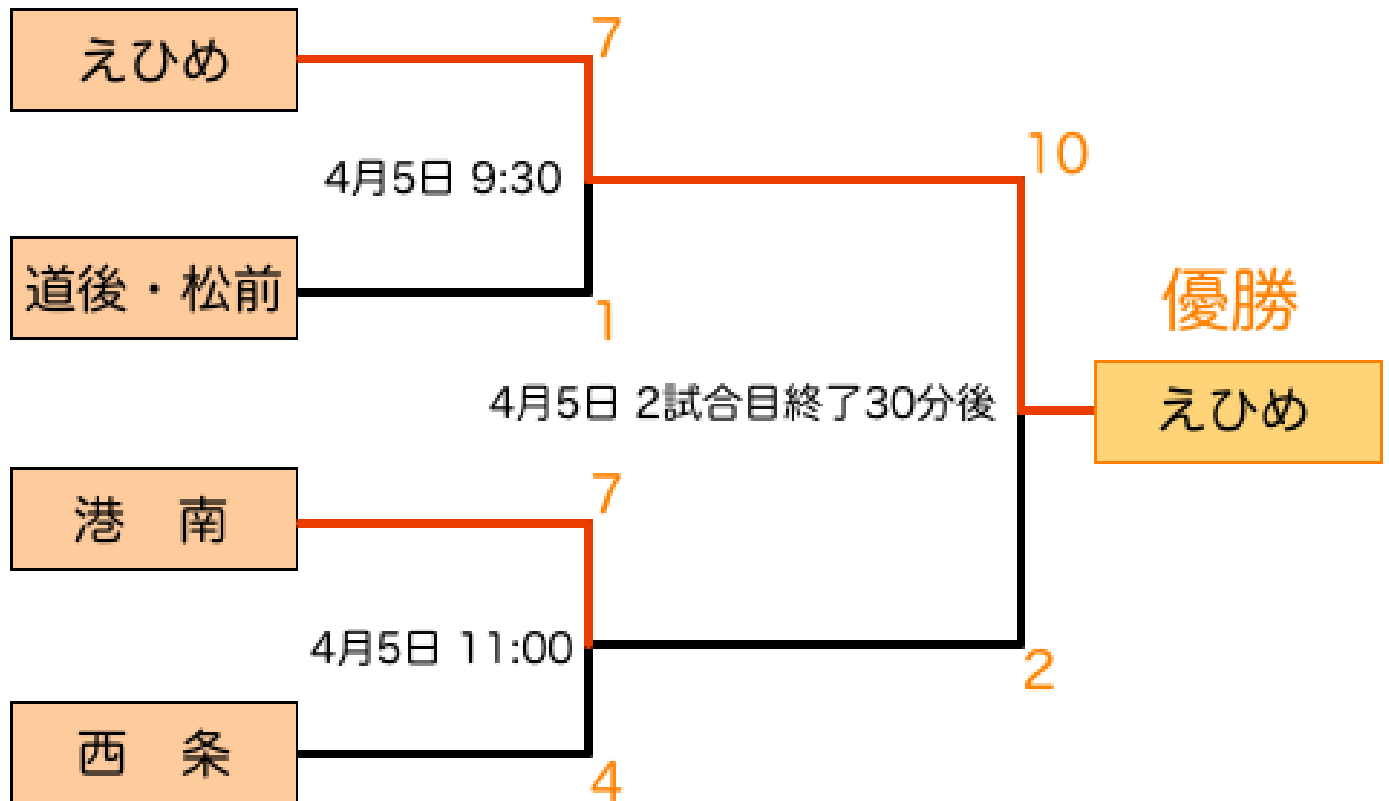 えひめ
7
4月5日 9:30
道後・松前
1
10
優勝
えひめ
4月5日 2試合目終了30分後
港　南
7
4月5日 11:00
西　条
4
2